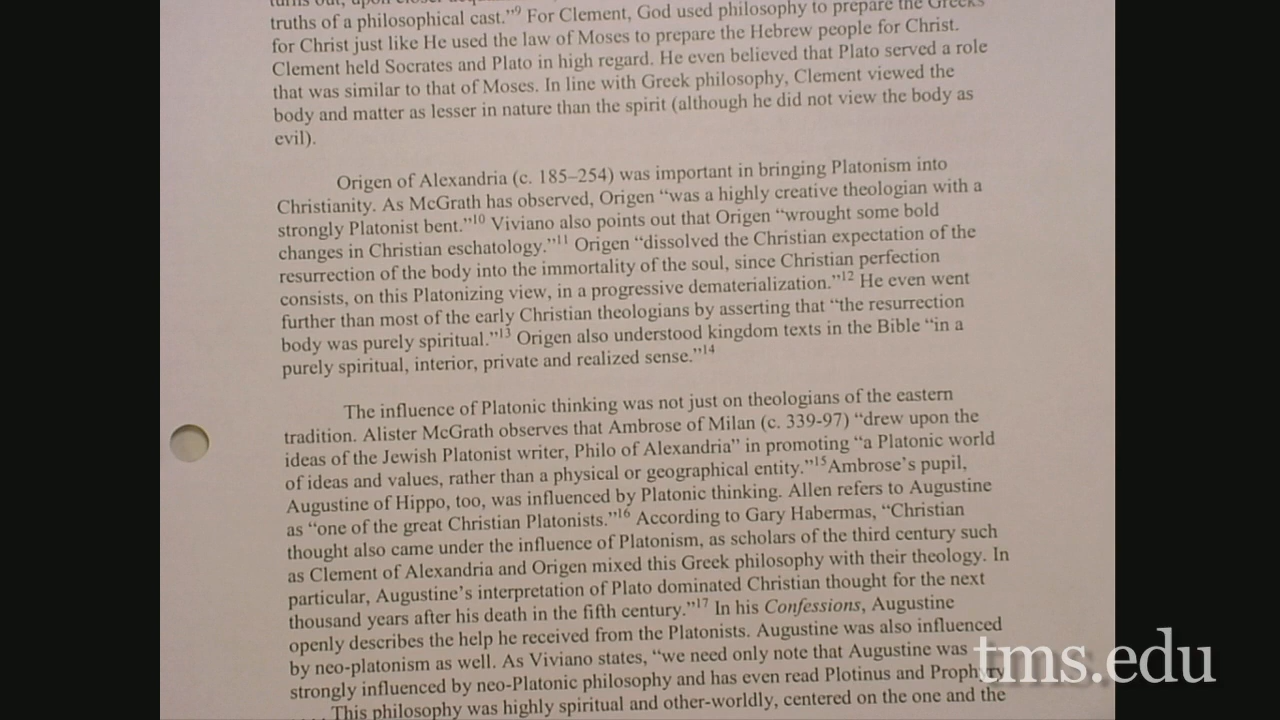 truths of a philosophical cast.”9 For Clement, God used philosophy to prepare the Greeks
for Christ just like He used the law of Moses to prepare the Hebrew people for Christ.
Clement held Socrates and Plato in high regard. He even believed that Plato served a role
that was similar to that of Moses. In line with Greek philosophy, Clement viewed the
body and matter as lesser in nature than the spirit (although he did not view the body as
evil).
Origen of Alexandria (c. 185–254) was important in bringing Platonism into
Christianity. As McGrath has observed, Origen “was a highly creative theologian with a
strongly Platonist bent.”10 Viviano also points out that Origen “wrought some bold
changes in Christian eschatology.”11 Origen “dissolved the Christian expectation of the
resurrection of the body into the immortality of the soul, since Christian perfection
consists, on this Platonizing view, in a progressive dematerialization.”12 He even went
further than most of the early Christian theologians by asserting that “the resurrection
body was purely spiritual.”13 Origen also understood kingdom texts in the Bible “in a
purely spiritual, interior, private and realized sense.”14
The influence of Platonic thinking was not just on theologians of the eastern
tradition. Alister McGrath observes that Ambrose of Milan (c. 339-97) “drew upon the
ideas of the Jewish Platonist writer, Philo of Alexandria” in promoting “a Platonic world
of ideas and values, rather than a physical or geographical entity.”15 Ambrose’s pupil,
Augustine of Hippo, too, was influenced by Platonic thinking. Allen refers to Augustine
as “one of the great Christian Platonists.”16 According to Gary Habermas, “Christian
thought also came under the influence of Platonism, as scholars of the third century such
as Clement of Alexandria and Origen mixed this Greek philosophy with their theology. In
particular, Augustine’s interpretation of Plato dominated Christian thought for the next
thousand years after his death in the fifth century.”17 In his Confessions, Augustine
openly describes the help he received from the Platonists. Augustine was also influenced
by neo-platonism as well. As Viviano states, “we need only note that Augustine was
strongly influenced by neo-Platonic philosophy and has even read Plotinus and Prophyry
This philosophy was highly spiritual and other-worldly, centered on the one and the
tms.edu